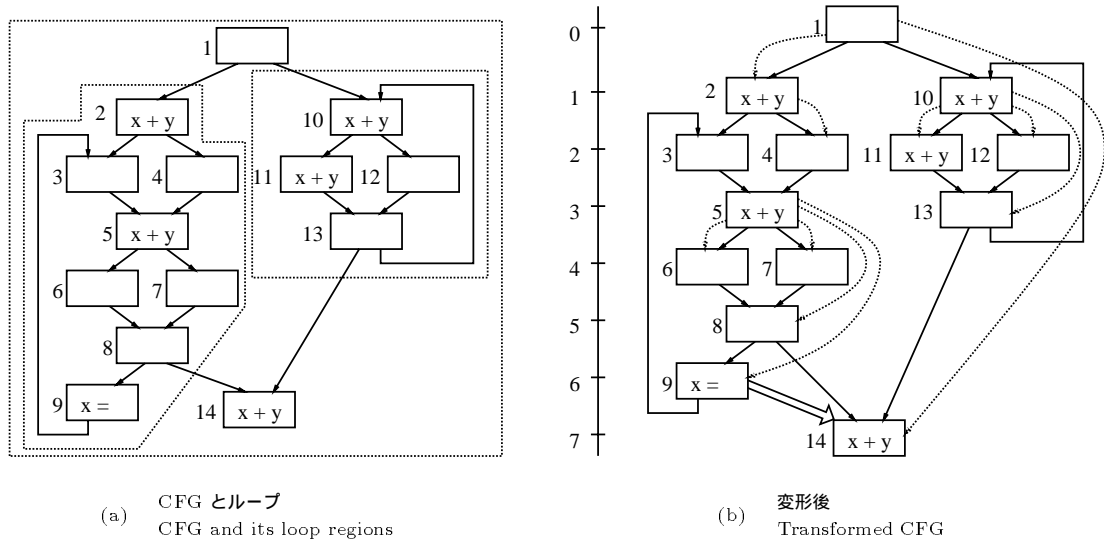 1
2
x + y
10
x + y
3
4
11
x + y
12
5
x + y
13
6
7
8
9
x =
14
x + y
0
1
2
3
4
5
6
7
1
2
x + y
10
x + y
3
4
11
x + y
12
5
x + y
13
6
7
8
9
x =
14
x + y
(a)
CFG とループ
CFG and its loop regions
(b)
変形後
Transformed CFG